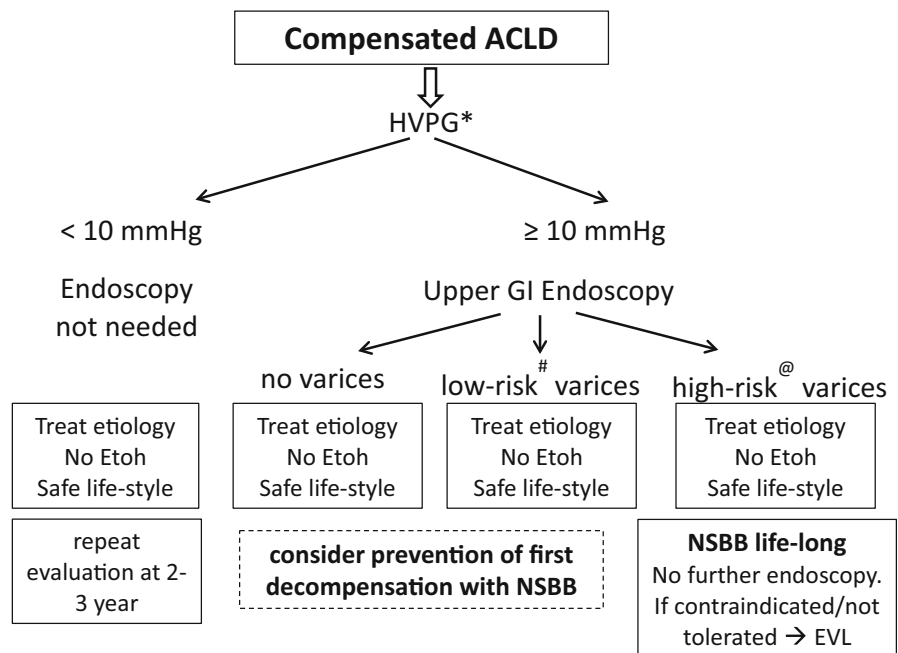 Compensated ACLD
HVPG*
< 10 mmHg
≥ 10 mmHg
Endoscopy
not needed
Upper GI Endoscopy
no varices
low-risk# varices
high-risk@ varices
Treat etiology
No Etoh
Safe life-style
Treat etiology
No Etoh
Safe life-style
Treat etiology
No Etoh
Safe life-style
Treat etiology
No Etoh
Safe life-style
repeat
evaluation at 2-
3 year
consider prevention of first
decompensation with NSBB
NSBB life-long
No further endoscopy.
If contraindicated/not
tolerated → EVL